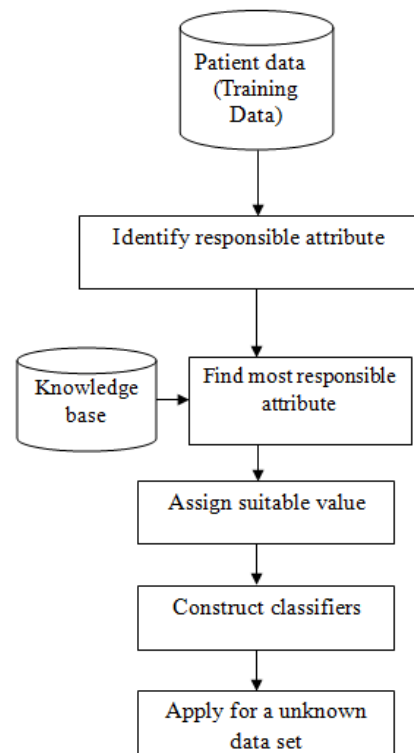 Patient data
(Training
Data)
Identify responsible attribute
Knowledge
base
Find most responsible
attribute
Assign suitable value
Construct classifiers
Apply for a unknown
data set